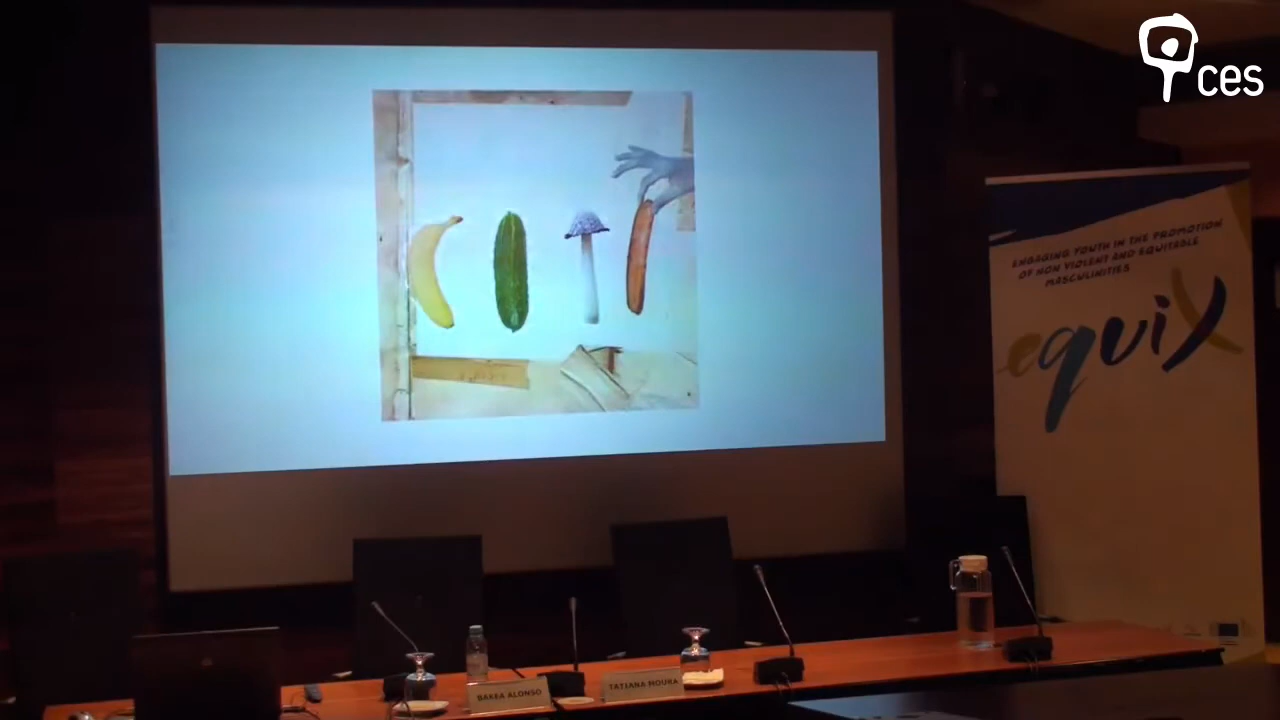 ces
ENGAGING YOUTH IN THE PROMOTION
OF NON VIOLENT AND EQUITABLE
MASCULINITIES
equiX
BAKEA ALONSO
TATIANA MOURA